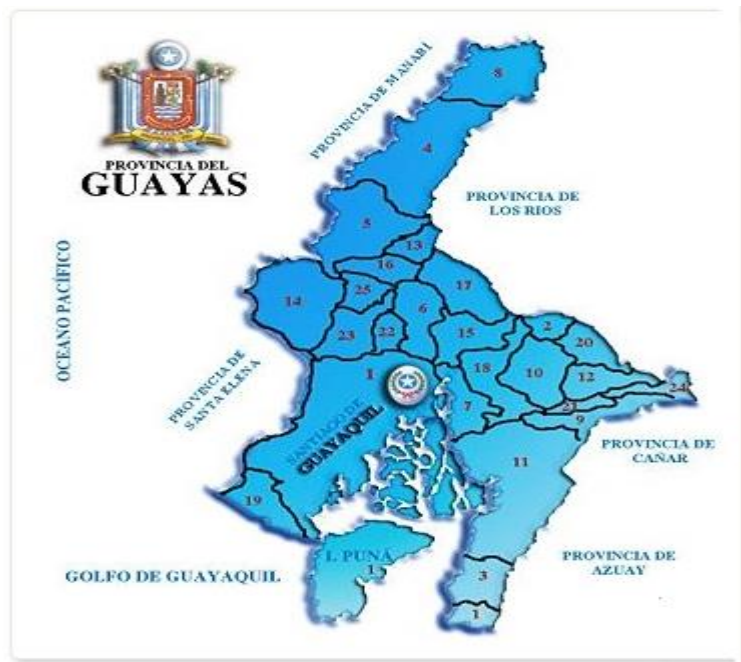 PROVINCIA DEL
GUAYAS
PROVINCIA DE MANABÍ
8
4
PROVINCIA DE
LOS RIOS
5
13
16
17
OCEANO PACÍFICO
14
25
6
23
22
15
2
20
PROVINCIA DE
SANTA ELENA
1
18
10
12
24
7
21
9
SANTIAGO DE
GUAYAQUIL
PROVINCIA DE
CAÑAR
11
19
I. PUNÁ
1
GOLFO DE GUAYAQUIL
PROVINCIA DE
AZUAY
3
1